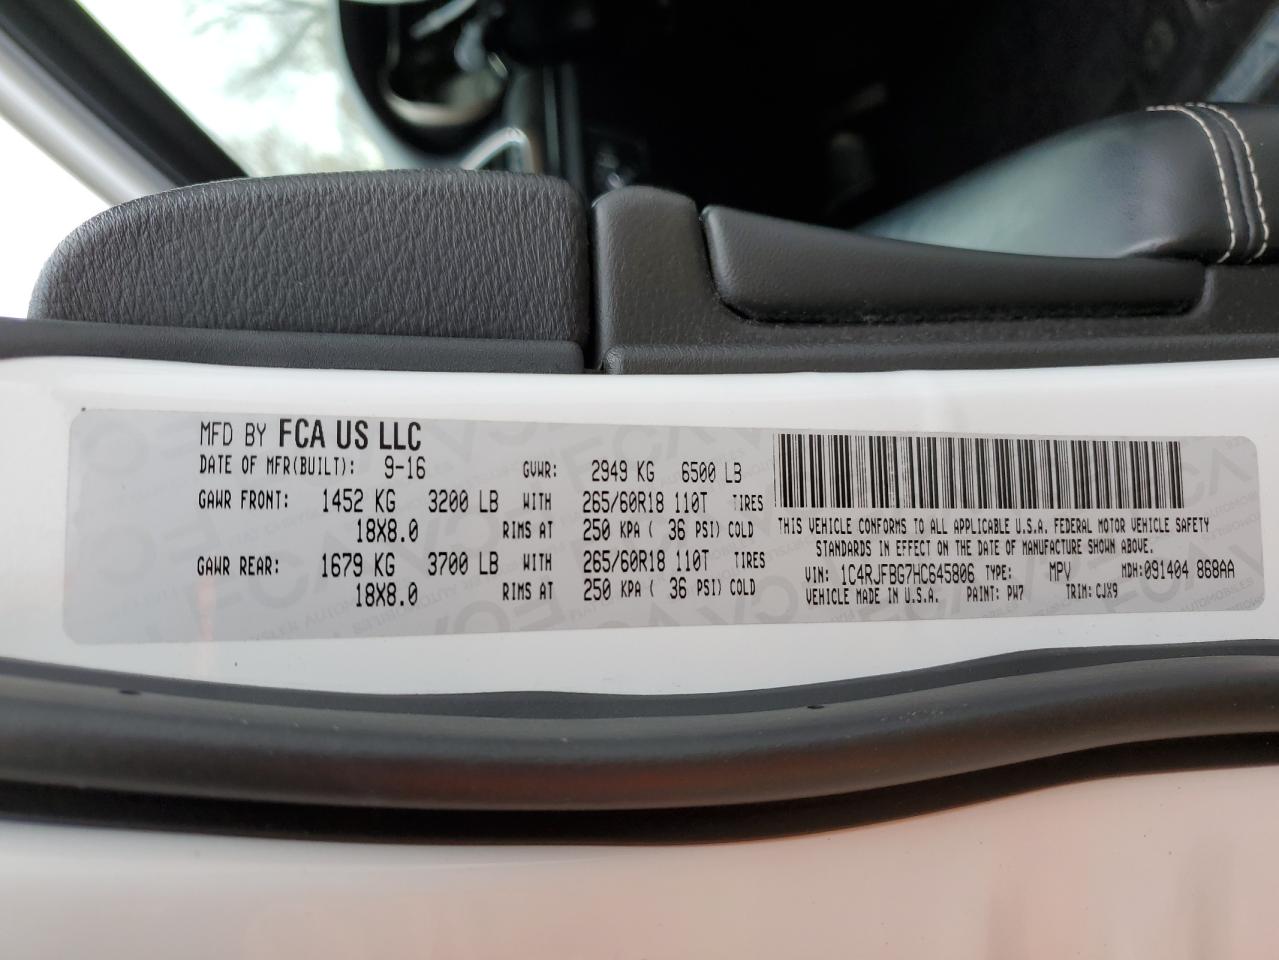 MFD BY FCA US LLC
DATE OF MFR(BUILT): 9-16 GVWR: 2949 KG 6500 LB
GAWR FRONT: 1452 KG 3200 LB WITH 265/60R18 110T TIRES
18X8.0 RIMS AT 250 KPA ( 36 PSI) COLD
GAWR REAR: 1679 KG 3700 LB WITH 265/60R18 110T TIRES
18X8.0 RIMS AT 250 KPA ( 36 PSI) COLD
THIS VEHICLE CONFORMS TO ALL APPLICABLE U.S.A. FEDERAL MOTOR VEHICLE SAFETY
STANDARDS IN EFFECT ON THE DATE OF MANUFACTURE SHOWN ABOVE.
VIN: 1C4RJFBG7HC645806 TYPE: MPV MDH:091404 868AA
VEHICLE MADE IN U.S.A. PAINT: PW7 TRIM:CJX9